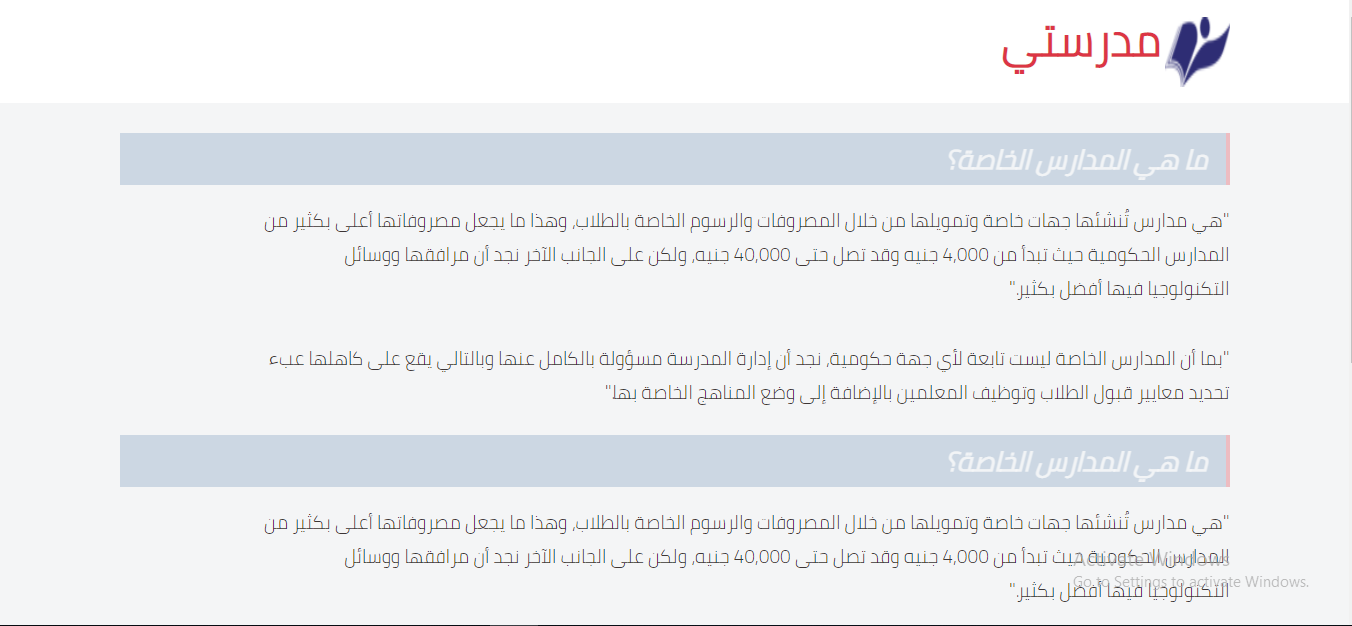 مدرستي
ما هي المدارس الخاصة؟
"هي مدارس تُنشئها جهات خاصة وتمويلها من خلال المصروفات والرسوم الخاصة بالطلاب، وهذا ما يجعل مصروفاتها أعلى بكثير من
المدارس الحكومية حيث تبدأ من 4,000 جنيه وقد تصل حتى 40,000 جنيه، ولكن على الجانب الآخر نجد أن مرافقها ووسائل
التكنولوجيا فيها أفضل بكثير."
"بما أن المدارس الخاصة ليست تابعة لأي جهة حكومية، نجد أن إدارة المدرسة مسؤولة بالكامل عنها وبالتالي يقع على كاهلها عبء
تحديد معايير قبول الطلاب وتوظيف المعلمين بالإضافة إلى وضع المناهج الخاصة بها."
ما هي المدارس الخاصة؟
"هي مدارس تُنشئها جهات خاصة وتمويلها من خلال المصروفات والرسوم الخاصة بالطلاب، وهذا ما يجعل مصروفاتها أعلى بكثير من
المدارس الحكومية حيث تبدأ من 4,000 جنيه وقد تصل حتى 40,000 جنيه، ولكن على الجانب الآخر نجد أن مرافقها ووسائل
التكنولوجيا فيها أفضل بكثير."
Activate Windows
Go to Settings to activate Windows.